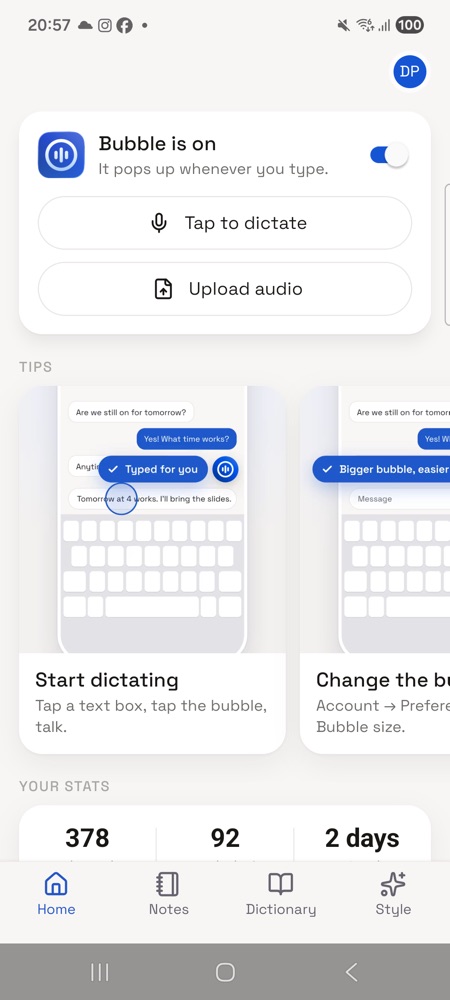 20:57
100
DP
Bubble is on
It pops up whenever you type.
Tap to dictate
Upload audio
TIPS
Are we still on for tomorrow?
Yes! What time works?
Typed for you
Tomorrow at 4 works. I'll bring the slides.
Start dictating
Tap a text box, tap the bubble,
talk.
Are we still on for
Bigger bubble, easier
Message
Change the
Account → 
Bubble size.
YOUR STATS
378
92
2 days
Home
Notes
Dictionary
Style